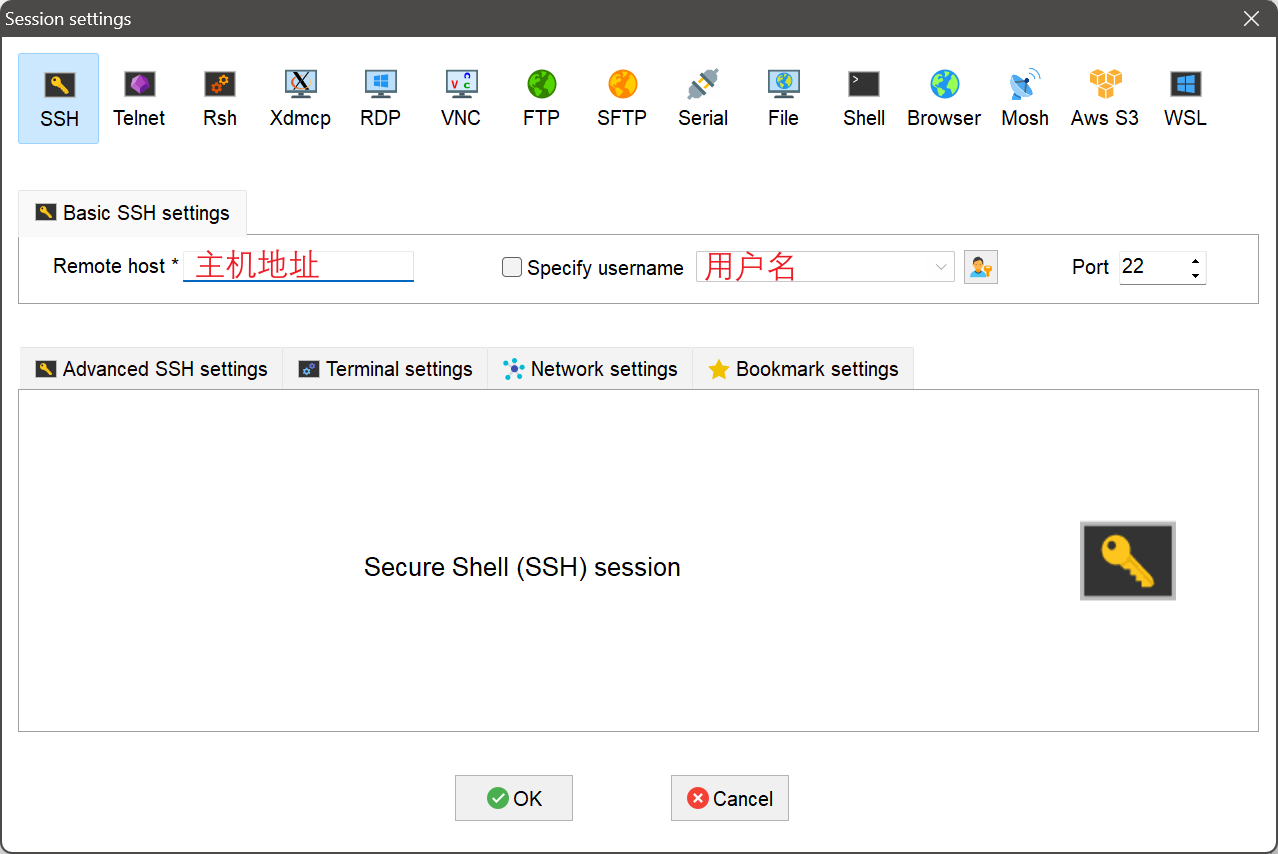 Session settings
SSH Telnet Rsh Xdmcp RDP VNC FTP SFTP Serial File Shell Browser Mosh Aws S3 WSL
Basic SSH settings
Remote host * 主机地址 Specify username 用户名 Port 22
Advanced SSH settings Terminal settings Network settings Bookmark settings
Secure Shell (SSH) session
OK Cancel